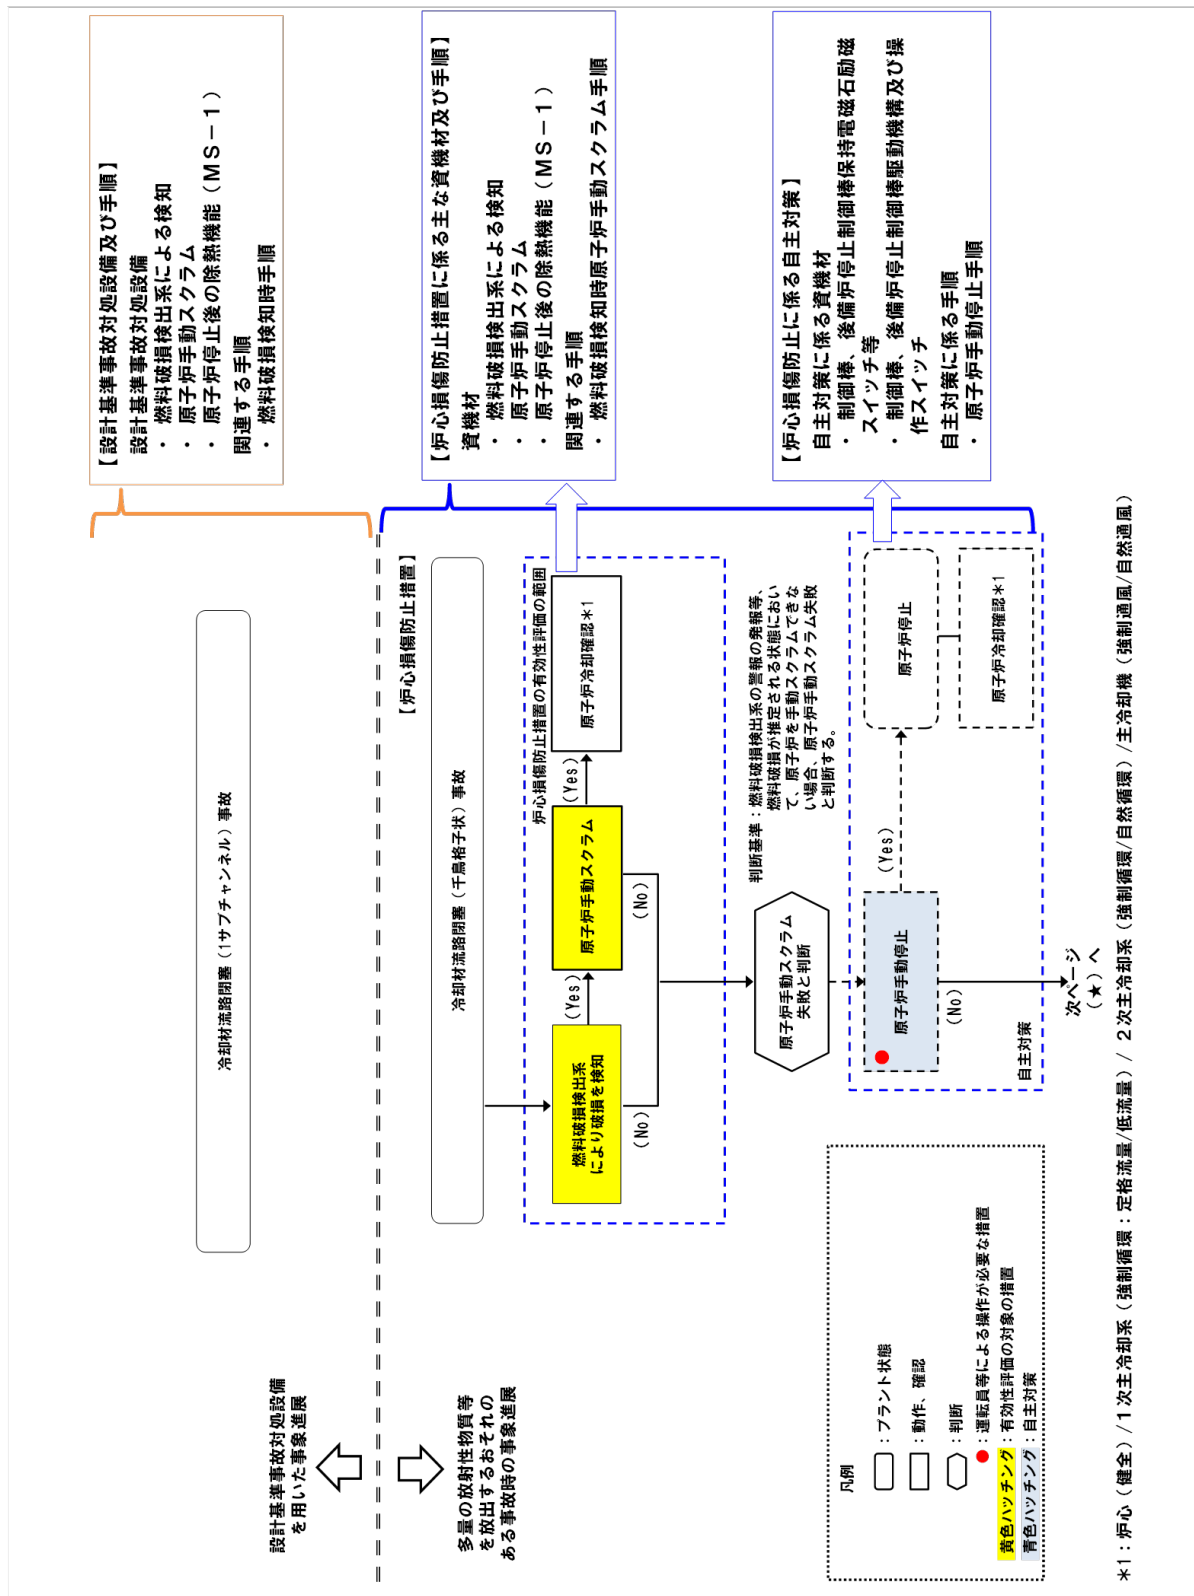 設計基準事故対処設備
を用いた事象進展
多量の放射性物質等
を放出するおそれの
ある事故時の事象進展
冷却材流路閉塞（1サブチャンネル）事故
【設計基準事故対処設備及び手順】
設計基準事故対処設備
・ 燃料破損検出系による検知
・ 原子炉手動スクラム
・ 原子炉停止後の除熱機能（ＭＳ－１）
関連する手順
・ 燃料破損検知時手順
【炉心損傷防止措置】
冷却材流路閉塞（千鳥格子状）事故
炉心損傷防止措置の有効性評価の範囲
燃料破損検出系
により破損を検知
(Yes)
(No)
原子炉手動スクラム
(Yes)
(No)
原子炉冷却確認＊1
【炉心損傷防止措置に係る主な資機材及び手順】
資機材
・ 燃料破損検出系による検知
・ 原子炉手動スクラム
・ 原子炉停止後の除熱機能（ＭＳ－１）
関連する手順
・ 燃料破損検知時原子炉手動スクラム手順
原子炉手動スクラム
失敗と判断
判断基準：燃料破損検出系の警報の発報等、
燃料破損が推定される状態におい
て、原子炉を手動スクラムできな
い場合、原子炉手動スクラム失敗
と判断する。
原子炉手動停止
(Yes)
(No)
原子炉停止
原子炉冷却確認＊1
自主対策
次ページ
（★）へ
【炉心損傷防止に係る自主対策】
自主対策に係る資機材
・ 制御棒、後備炉停止制御棒保持電磁石励磁
スイッチ等
・ 制御棒、後備炉停止制御棒駆動機構及び操
作スイッチ
自主対策に係る手順
・ 原子炉手動停止手順
凡例
：プラント状態
：動作、確認
：判断
：運転員等による操作が必要な措置
黄色ハッチング：有効性評価の対象の措置
青色ハッチング：自主対策
＊1：炉心（健全）/１次主冷却系（強制循環：定格流量/低流量）/ ２次主冷却系（強制循環/自然循環）/主冷却機（強制通風/自然通風）